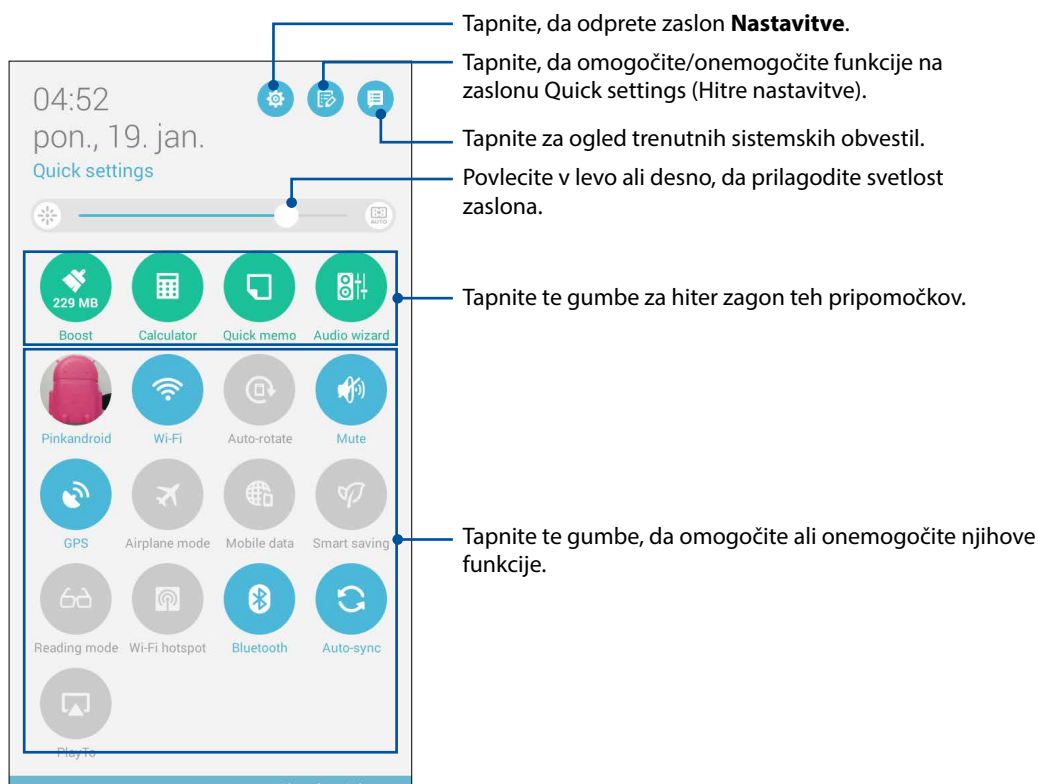 Tapnite, da odprete zaslon Nastavitve.
Tapnite, da omogočite/onemogočite funkcije na
zaslonu Quick settings (Hitre nastavitve).
Tapnite za ogled trenutnih sistemskih obvestil.
Povlecite v levo ali desno, da prilagodite svetlost
zaslona.
Tapnite te gumbe za hiter zagon teh pripomočkov.
Tapnite te gumbe, da omogočite ali onemogočite njihove
funkcije.
04:52
pon., 19. jan.
Quick settings
AUTO
229 MB
Boost Calculator Quick memo Audio wizard
Pinkandroid Wi-Fi Auto-rotate Mute
GPS Airplane mode Mobile data Smart saving
Reading mode Wi-Fi hotspot Bluetooth Auto-sync
PlayTo